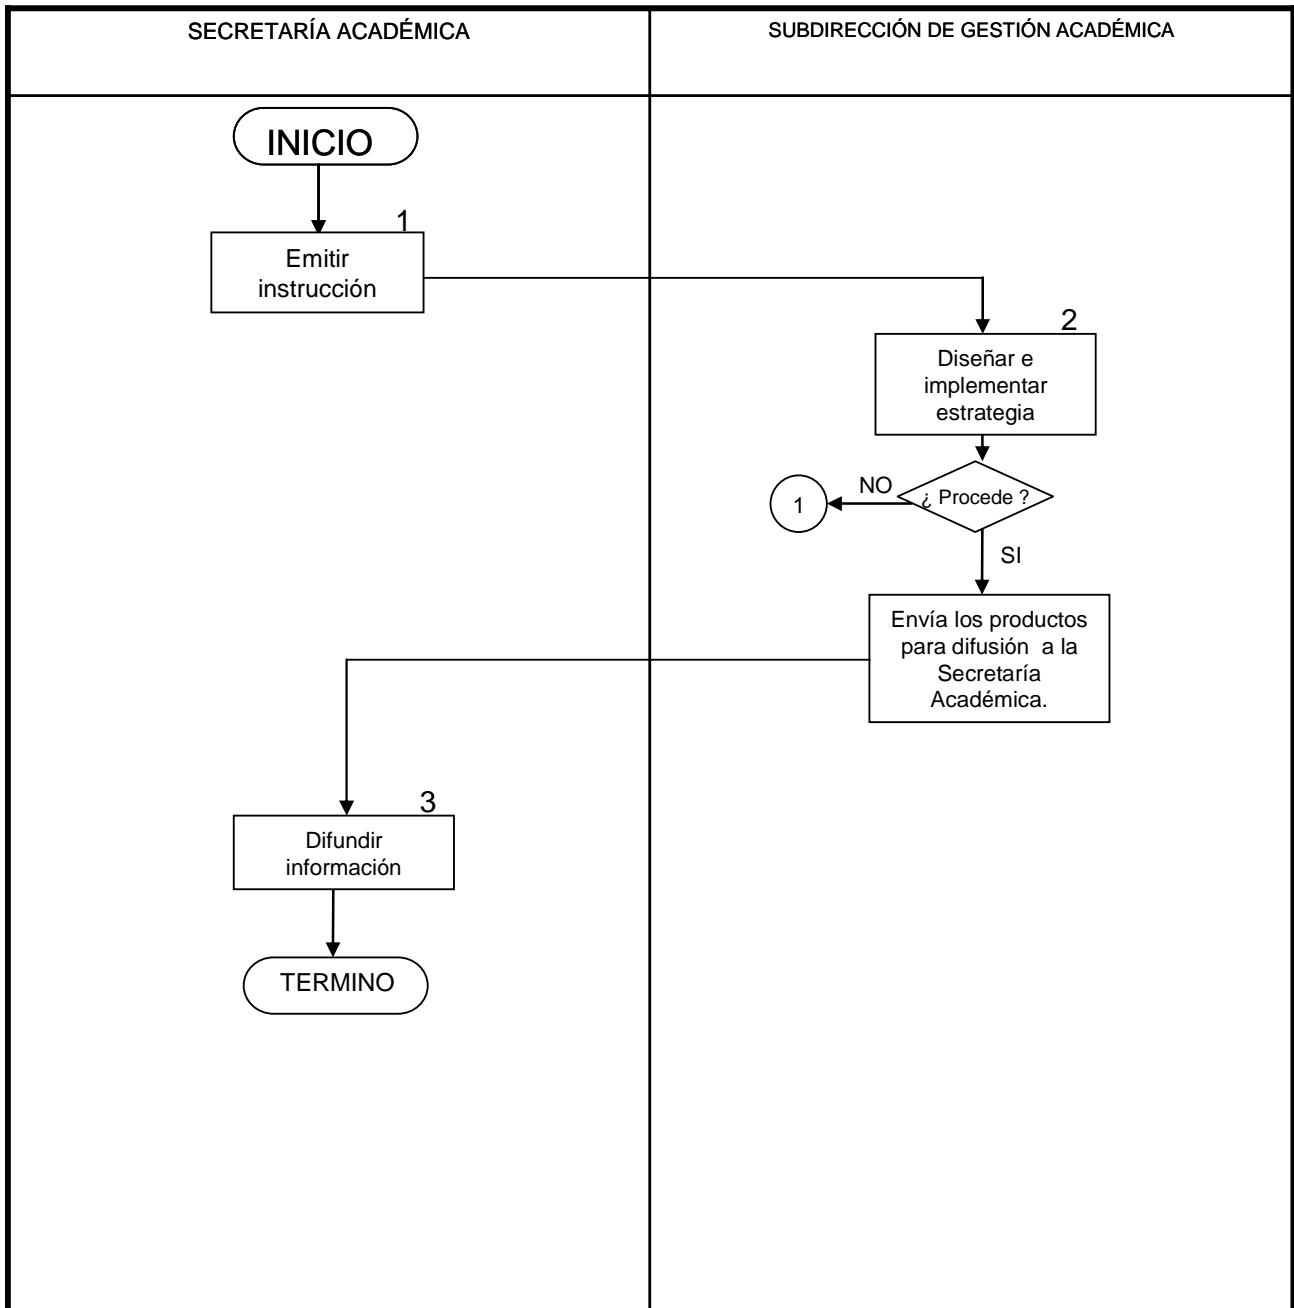 SECRETARÍA ACADÉMICA
SUBDIRECCIÓN DE GESTIÓN ACADÉMICA
INICIO
1
Emitir
instrucción
2
Diseñar e
implementar
estrategia
¿ Procede ?
NO
1
SI
Envía los productos
para difusión a la
Secretaría
Académica.
3
Difundir
información
TERMINO